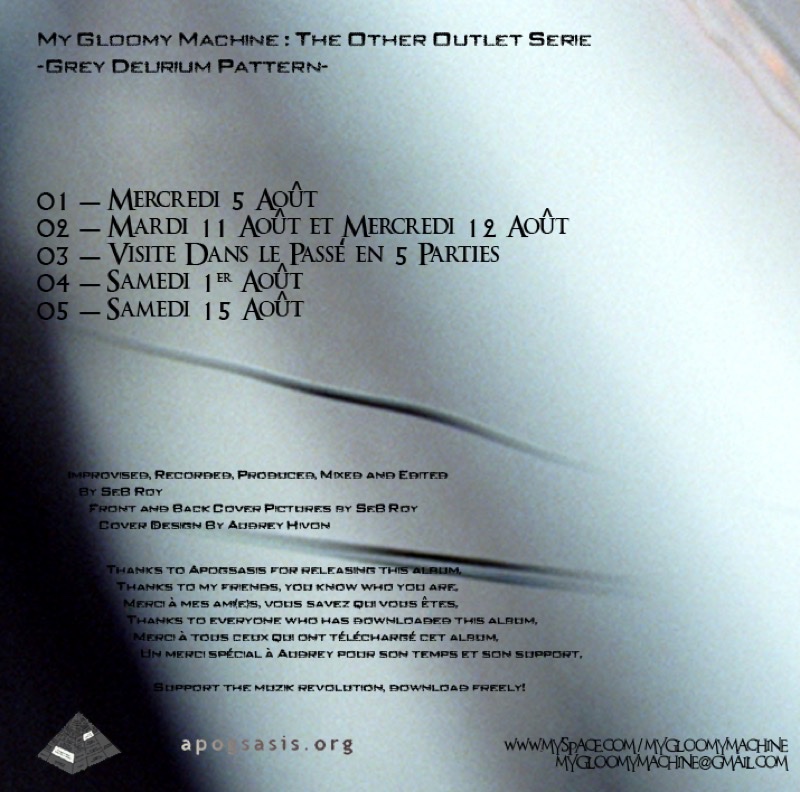 My Gloomy Machine : The Other Outlet Serie
-Grey Delirium Pattern-
01 – Mercredi 5 Août
02 – Mardi 11 Août et Mercredi 12 Août
03 – Visite Dans le Passé en 5 Parties
04 – Samedi 1er Août
05 – Samedi 15 Août
Improvised, Recorded, Produced, Mixed and Edited
By SeB Roy
Front and Back Cover Pictures by SeB Roy
Cover Design By Audrey Hivon
Thanks to Apogsasis for releasing this album,
Thanks to my friends, you know who you are,
Merci à mes ami(e)s, vous savez qui vous êtes,
Thanks to everyone who has downloaded this album,
Merci à tous ceux qui ont téléchargé cet album,
Un merci spécial à Audrey pour son temps et son support,
Support the muzik revolution, download freely!
apogsasis.org
www.myspace.com/mygloomymachine
mygloomymachine@gmail.com